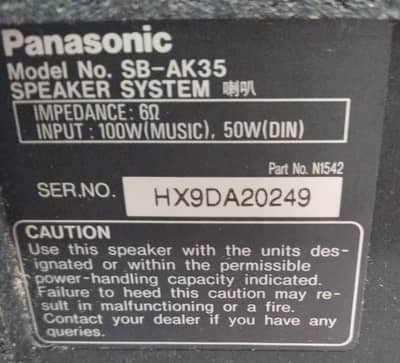 Panasonic
Model No. SB-AK35
SPEAKER SYSTEM 喇叭
IMPEDANCE: 6Ω
INPUT: 100W(MUSIC), 50W(DIN)
Part No. N1542
SER.NO. HX9DA20249
CAUTION
Use this speaker with the units des-
ignated or within the permissible
power-handling capacity indicated.
Failure to heed this caution may re-
sult in malfunctioning or a fire.
Contact your dealer if you have any
queries.